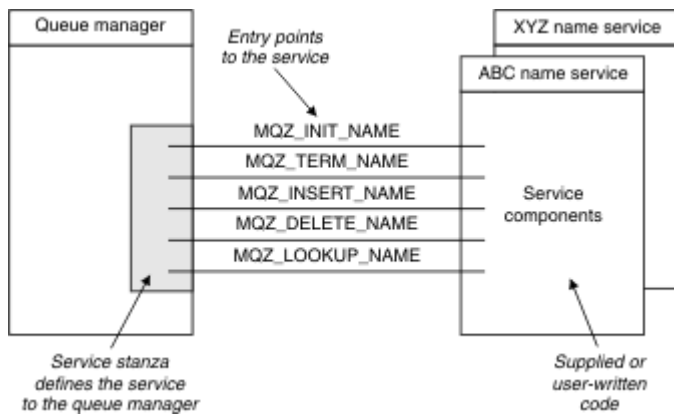 Queue manager
XYZ name service
Entry points
to the service
ABC name service
MQZ_INIT_NAME
MQZ_TERM_NAME
MQZ_INSERT_NAME
MQZ_DELETE_NAME
MQZ_LOOKUP_NAME
Service
components
Service stanza
defines the service
to the queue manager
Supplied or
user-written
code